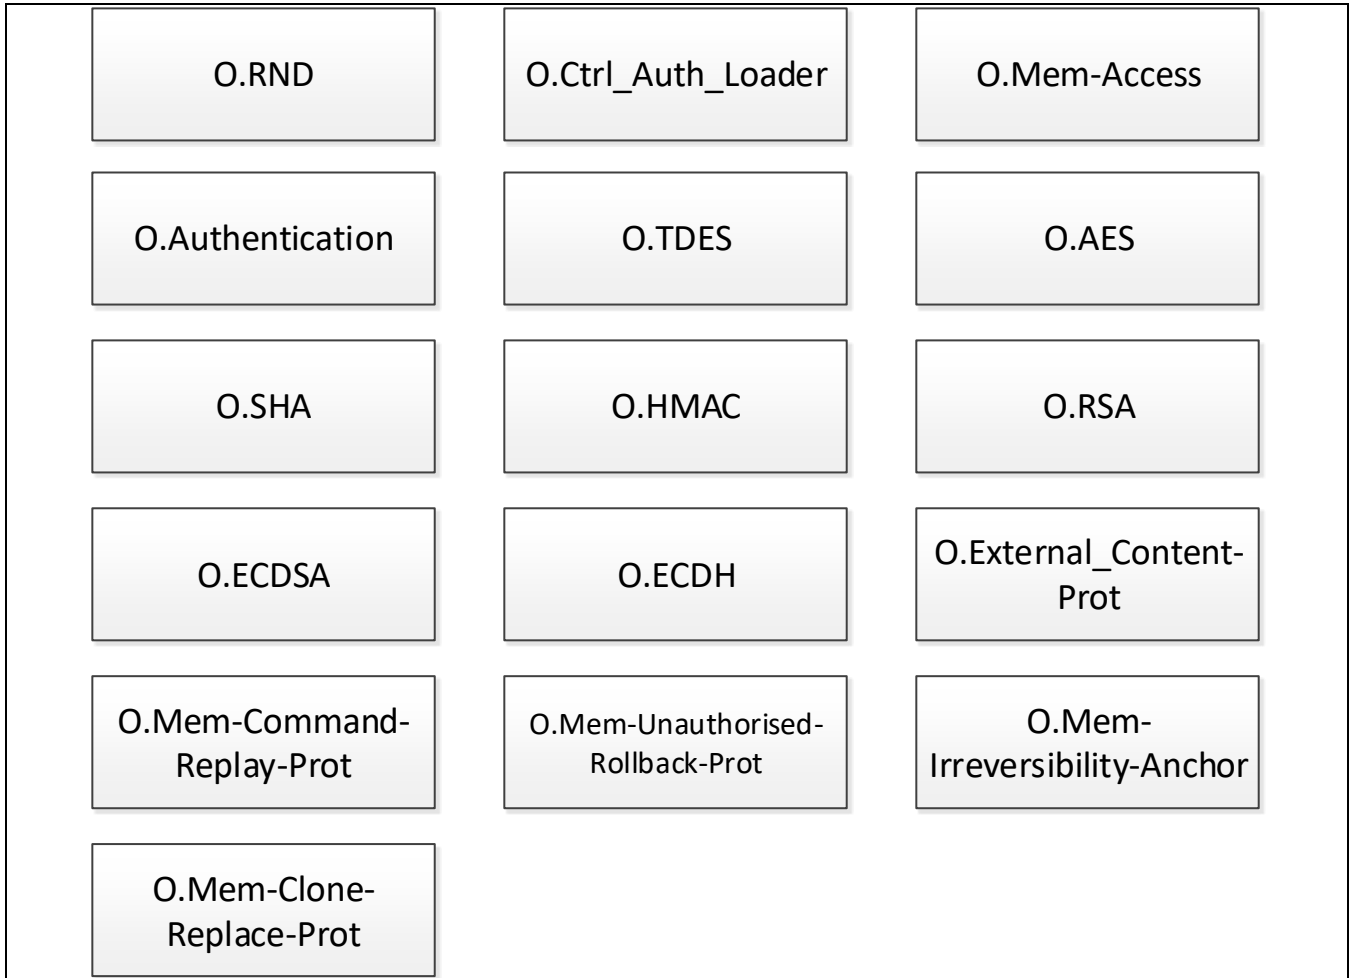 O.RND
O.Ctrl_Auth_Loader
O.Mem-Access
O.Authentication
O.TDES
O.AES
O.SHA
O.HMAC
O.RSA
O.ECDSA
O.ECDH
O.External_Content-
Prot
O.Mem-Command-
Replay-Prot
O.Mem-Unauthorised-
Rollback-Prot
O.Mem-
Irreversibility-Anchor
O.Mem-Clone-
Replace-Prot